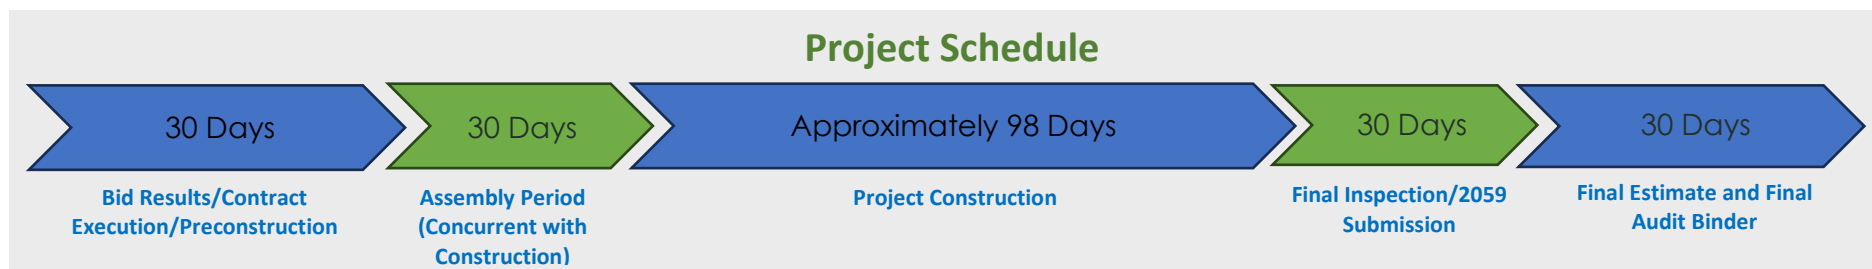 Project Schedule
30 Days
30 Days
Approximately 98 Days
30 Days
30 Days
Bid Results/Contract
Execution/Preconstruction
Assembly Period
(Concurrent with
Construction)
Project Construction
Final Inspection/2059
Submission
Final Estimate and Final
Audit Binder